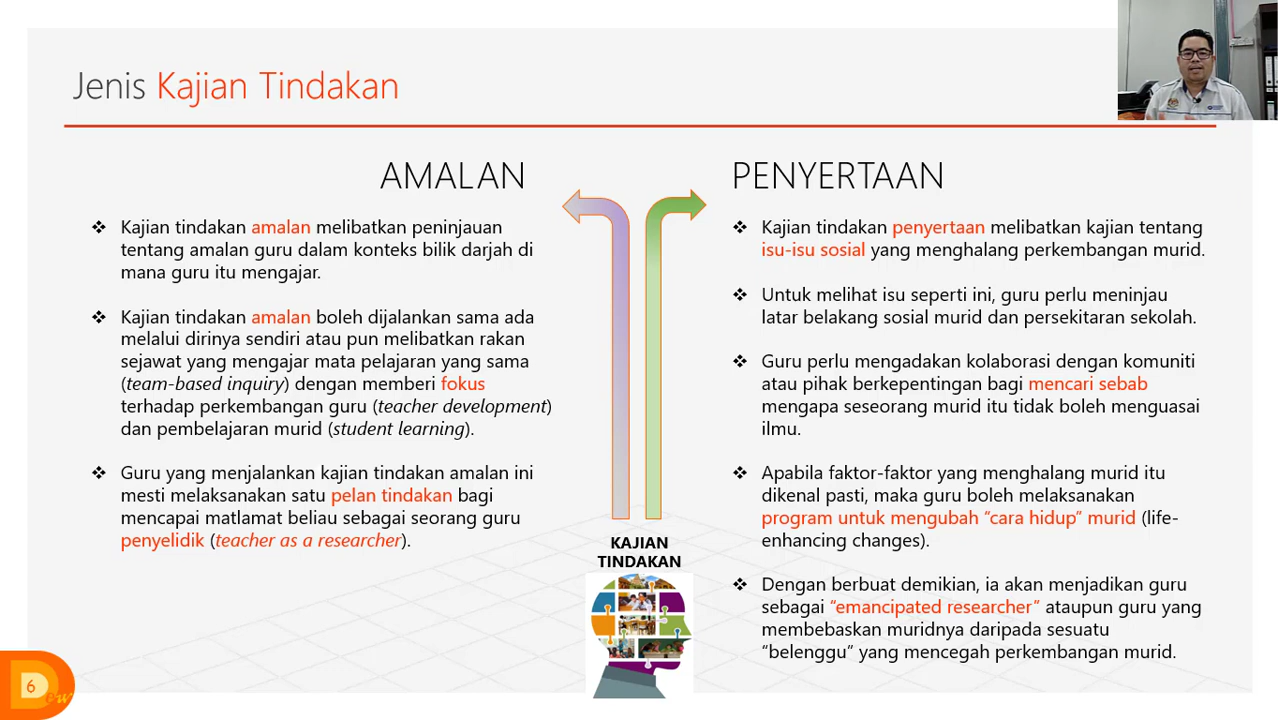 Jenis Kajian Tindakan
AMALAN
❖ Kajian tindakan amalan melibatkan peninjauan
tentang amalan guru dalam konteks bilik darjah di
mana guru itu mengajar.
❖ Kajian tindakan amalan boleh dijalankan sama ada
melalui dirinya sendiri atau pun melibatkan rakan
sejawat yang mengajar mata pelajaran yang sama
(team-based inquiry) dengan memberi fokus
terhadap perkembangan guru (teacher development)
dan pembelajaran murid (student learning).
❖ Guru yang menjalankan kajian tindakan amalan ini
mesti melaksanakan satu pelan tindakan bagi
mencapai matlamat beliau sebagai seorang guru
penyelidik (teacher as a researcher).
PENYERTAAN
❖ Kajian tindakan penyertaan melibatkan kajian tentang
isu-isu sosial yang menghalang perkembangan murid.
❖ Untuk melihat isu seperti ini, guru perlu meninjau
latar belakang sosial murid dan persekitaran sekolah.
❖ Guru perlu mengadakan kolaborasi dengan komuniti
atau pihak berkepentingan bagi mencari sebab
mengapa seseorang murid itu tidak boleh menguasai
ilmu.
❖ Apabila faktor-faktor yang menghalang murid itu
dikenal pasti, maka guru boleh melaksanakan
program untuk mengubah “cara hidup” murid (life-
enhancing changes).
❖ Dengan berbuat demikian, ia akan menjadikan guru
sebagai “emancipated researcher” ataupun guru yang
membebaskan muridnya daripada sesuatu
“belenggu” yang mencegah perkembangan murid.
KAJIAN
TINDAKAN
6